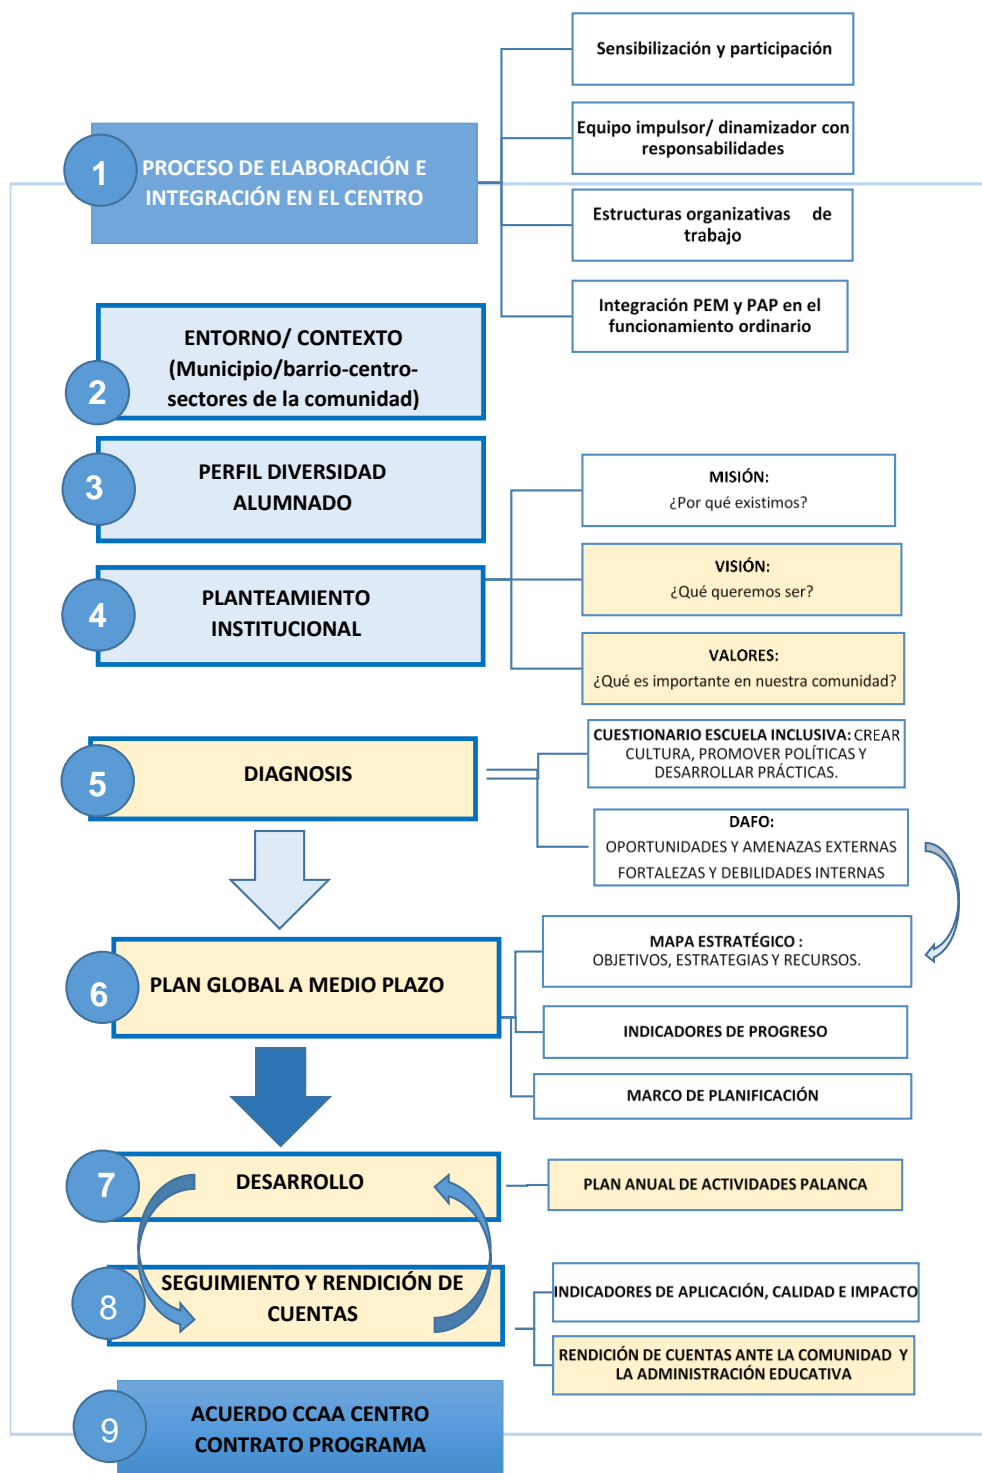 1
PROCESO DE ELABORACIÓN E
INTEGRACIÓN EN EL CENTRO
Sensibilización y participación
Equipo impulsor/ dinamizador con
responsabilidades
Estructuras organizativas de
trabajo
Integración PEM y PAP en el
funcionamiento ordinario
2
ENTORNO/ CONTEXTO
(Municipio/barrio-centro-
sectores de la comunidad)
3
PERFIL DIVERSIDAD
ALUMNADO
4
PLANTEAMIENTO
INSTITUCIONAL
MISIÓN:
¿Por qué existimos?
VISIÓN:
¿Qué queremos ser?
VALORES:
¿Qué es importante en nuestra comunidad?
5
DIAGNOSIS
CUESTIONARIO ESCUELA INCLUSIVA: CREAR
CULTURA, PROMOVER POLÍTICAS Y
DESARROLLAR PRÁCTICAS.
DAFO:
OPORTUNIDADES Y AMENAZAS EXTERNAS
FORTALEZAS Y DEBILIDADES INTERNAS
6
PLAN GLOBAL A MEDIO PLAZO
MAPA ESTRATÉGICO :
OBJETIVOS, ESTRATEGIAS Y RECURSOS.
INDICADORES DE PROGRESO
MARCO DE PLANIFICACIÓN
7
DESARROLLO
PLAN ANUAL DE ACTIVIDADES PALANCA
8
SEGUIMIENTO Y RENDICIÓN DE
CUENTAS
INDICADORES DE APLICACIÓN, CALIDAD E IMPACTO
RENDICIÓN DE CUENTAS ANTE LA COMUNIDAD Y
LA ADMINISTRACIÓN EDUCATIVA
9
ACUERDO CCAA CENTRO
CONTRATO PROGRAMA